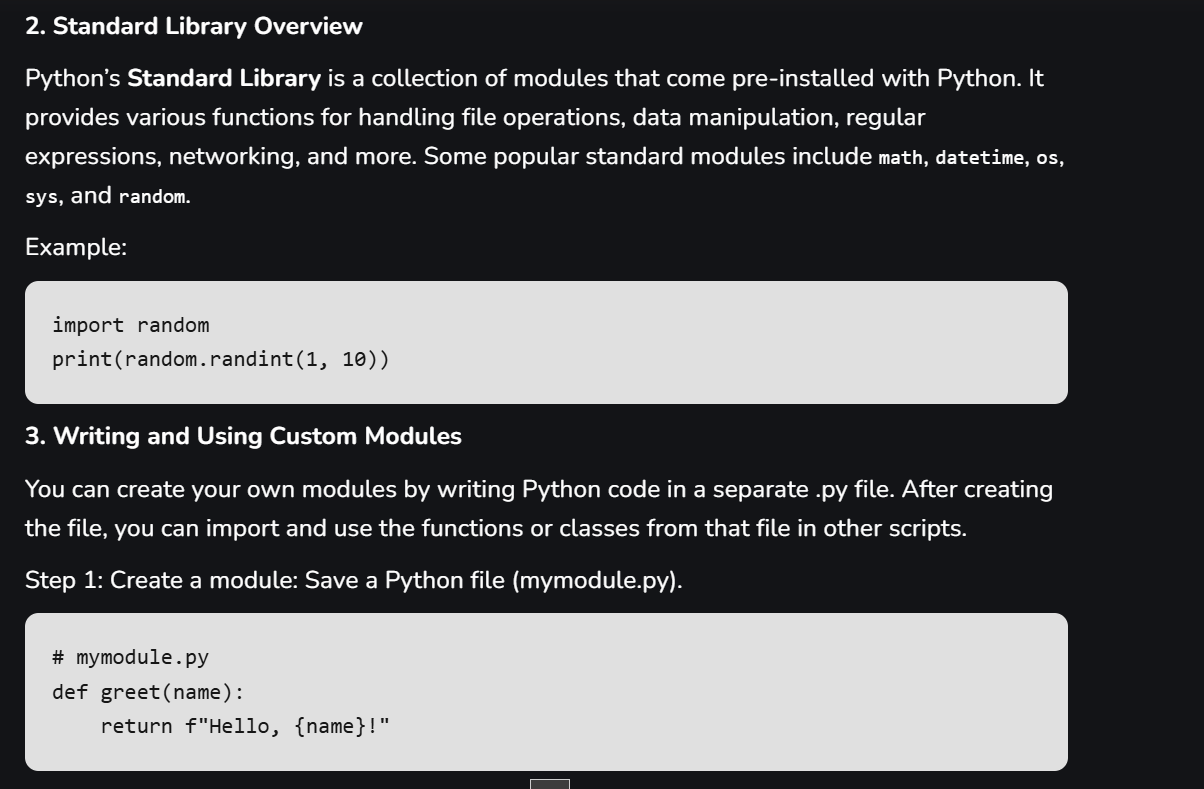 2. Standard Library Overview
Python’s Standard Library is a collection of modules that come pre-installed with Python. It
provides various functions for handling file operations, data manipulation, regular
expressions, networking, and more. Some popular standard modules include math, datetime, os,
sys, and random.
Example:
import random
print(random.randint(1, 10))
3. Writing and Using Custom Modules
You can create your own modules by writing Python code in a separate .py file. After creating
the file, you can import and use the functions or classes from that file in other scripts.
Step 1: Create a module: Save a Python file (mymodule.py).
# mymodule.py
def greet(name):
    return f"Hello, {name}!"